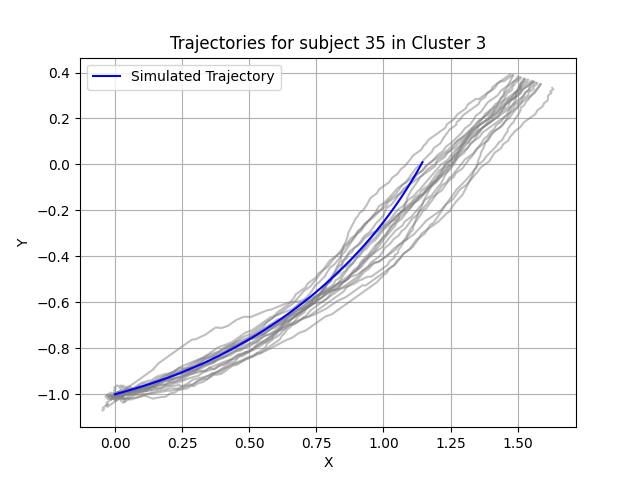 Trajectories for subject 35 in Cluster 3
Simulated Trajectory
0.4
0.2
0.0
−0.2
−0.4
−0.6
−0.8
−1.0
Y
0.00 0.25 0.50 0.75 1.00 1.25 1.50
X